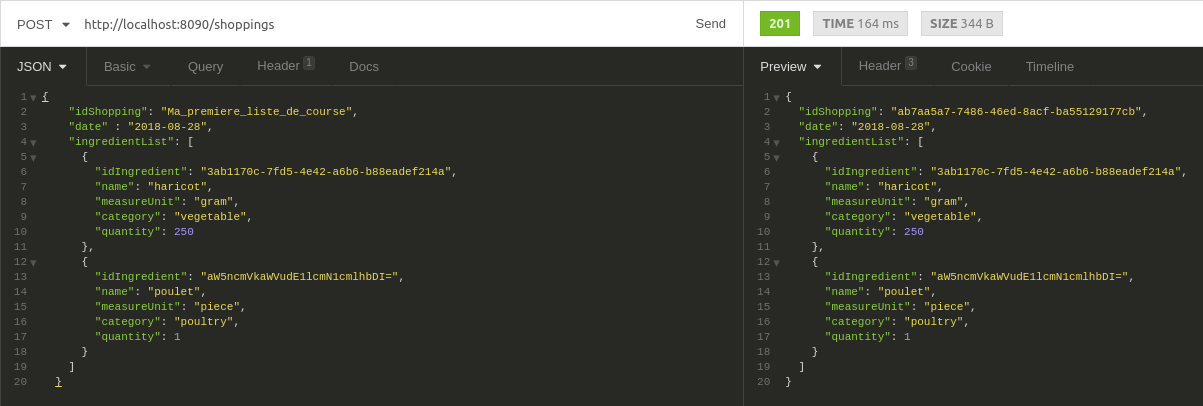 POST http://localhost:8090/shoppings Send
201 TIME 164 ms SIZE 344 B
JSON Basic Query Header 1 Docs
Preview Header 3 Cookie Timeline
1 {
2 "idShopping": "Ma_premiere_liste_de_course",
3 "date" : "2018-08-28",
4 "ingredientList": [
5 {
6 "idIngredient": "3ab1170c-7fd5-4e42-a6b6-b88eadef214a",
7 "name": "haricot",
8 "measureUnit": "gram",
9 "category": "vegetable",
10 "quantity": 250
11 },
12 {
13 "idIngredient": "aW5ncmVkaWVudE1lcmN1cmlhbDI=",
14 "name": "poulet",
15 "measureUnit": "piece",
16 "category": "poultry",
17 "quantity": 1
18 }
19 ]
20 }
1 {
2 "idShopping": "ab7aa5a7-7486-46ed-8acf-ba55129177cb",
3 "date": "2018-08-28",
4 "ingredientList": [
5 {
6 "idIngredient": "3ab1170c-7fd5-4e42-a6b6-b88eadef214a",
7 "name": "haricot",
8 "measureUnit": "gram",
9 "category": "vegetable",
10 "quantity": 250
11 },
12 {
13 "idIngredient": "aW5ncmVkaWVudE1lcmN1cmlhbDI=",
14 "name": "poulet",
15 "measureUnit": "piece",
16 "category": "poultry",
17 "quantity": 1
18 }
19 ]
20 }